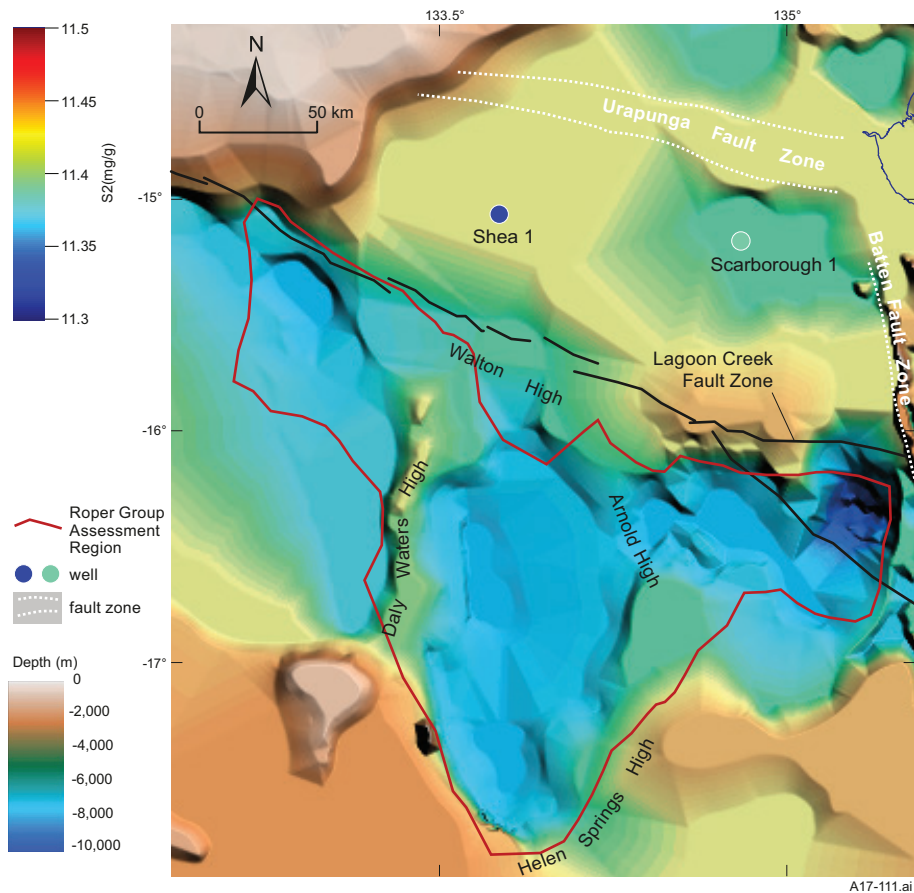 133.5°
135°
11.5
11.45
11.4
11.35
11.3
S2(mg/g)
N
0
50 km
Urapunga Fault Zone
-15°
Shea 1
Scarborough 1
Batten Fault Zone
Walton High
Lagoon Creek
Fault Zone
-16°
Daly Waters High
Arnold High
Roper Group
Assessment
Region
well
fault zone
-17°
Depth (m)
0
-2,000
-4,000
-6,000
-8,000
-10,000
Helen Springs High
A17-111.ai